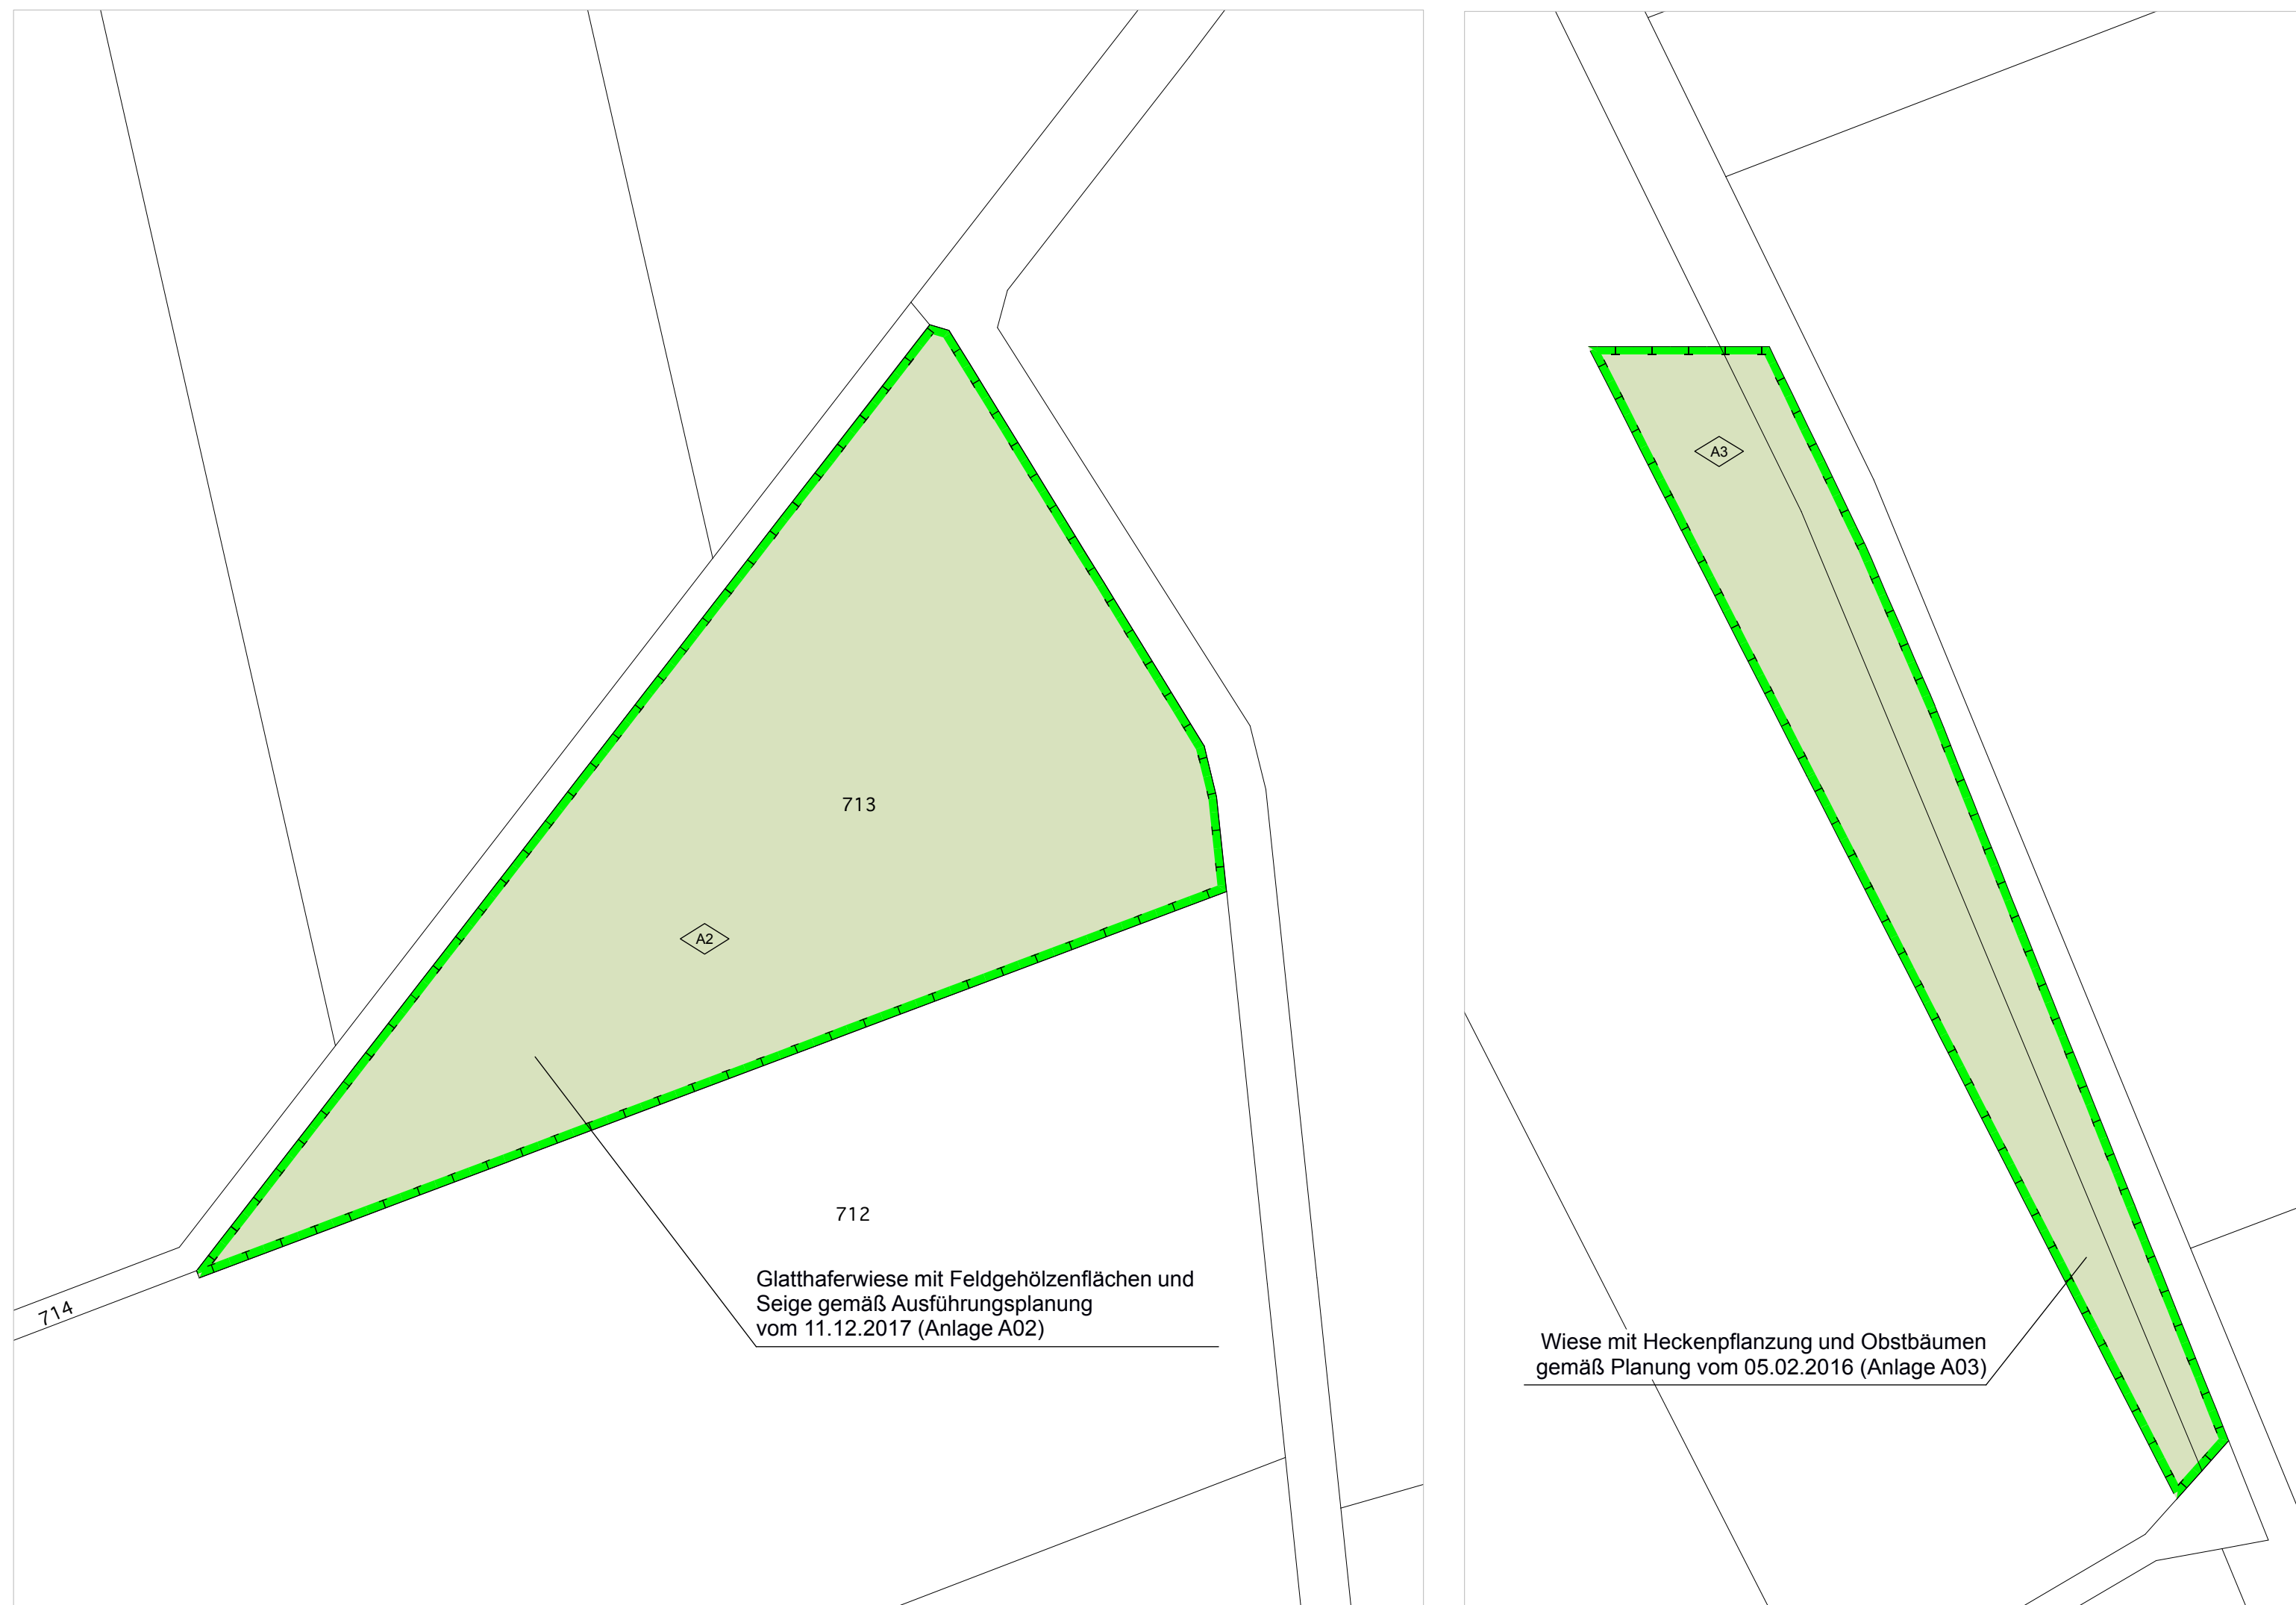 713
A2
712
Glatthaferwiese mit Feldgehölzenflächen und
Seige gemäß Ausführungsplanung
vom 11.12.2017 (Anlage A02)
714
A3
Wiese mit Heckenpflanzung und Obstbäumen
gemäß Planung vom 05.02.2016 (Anlage A03)